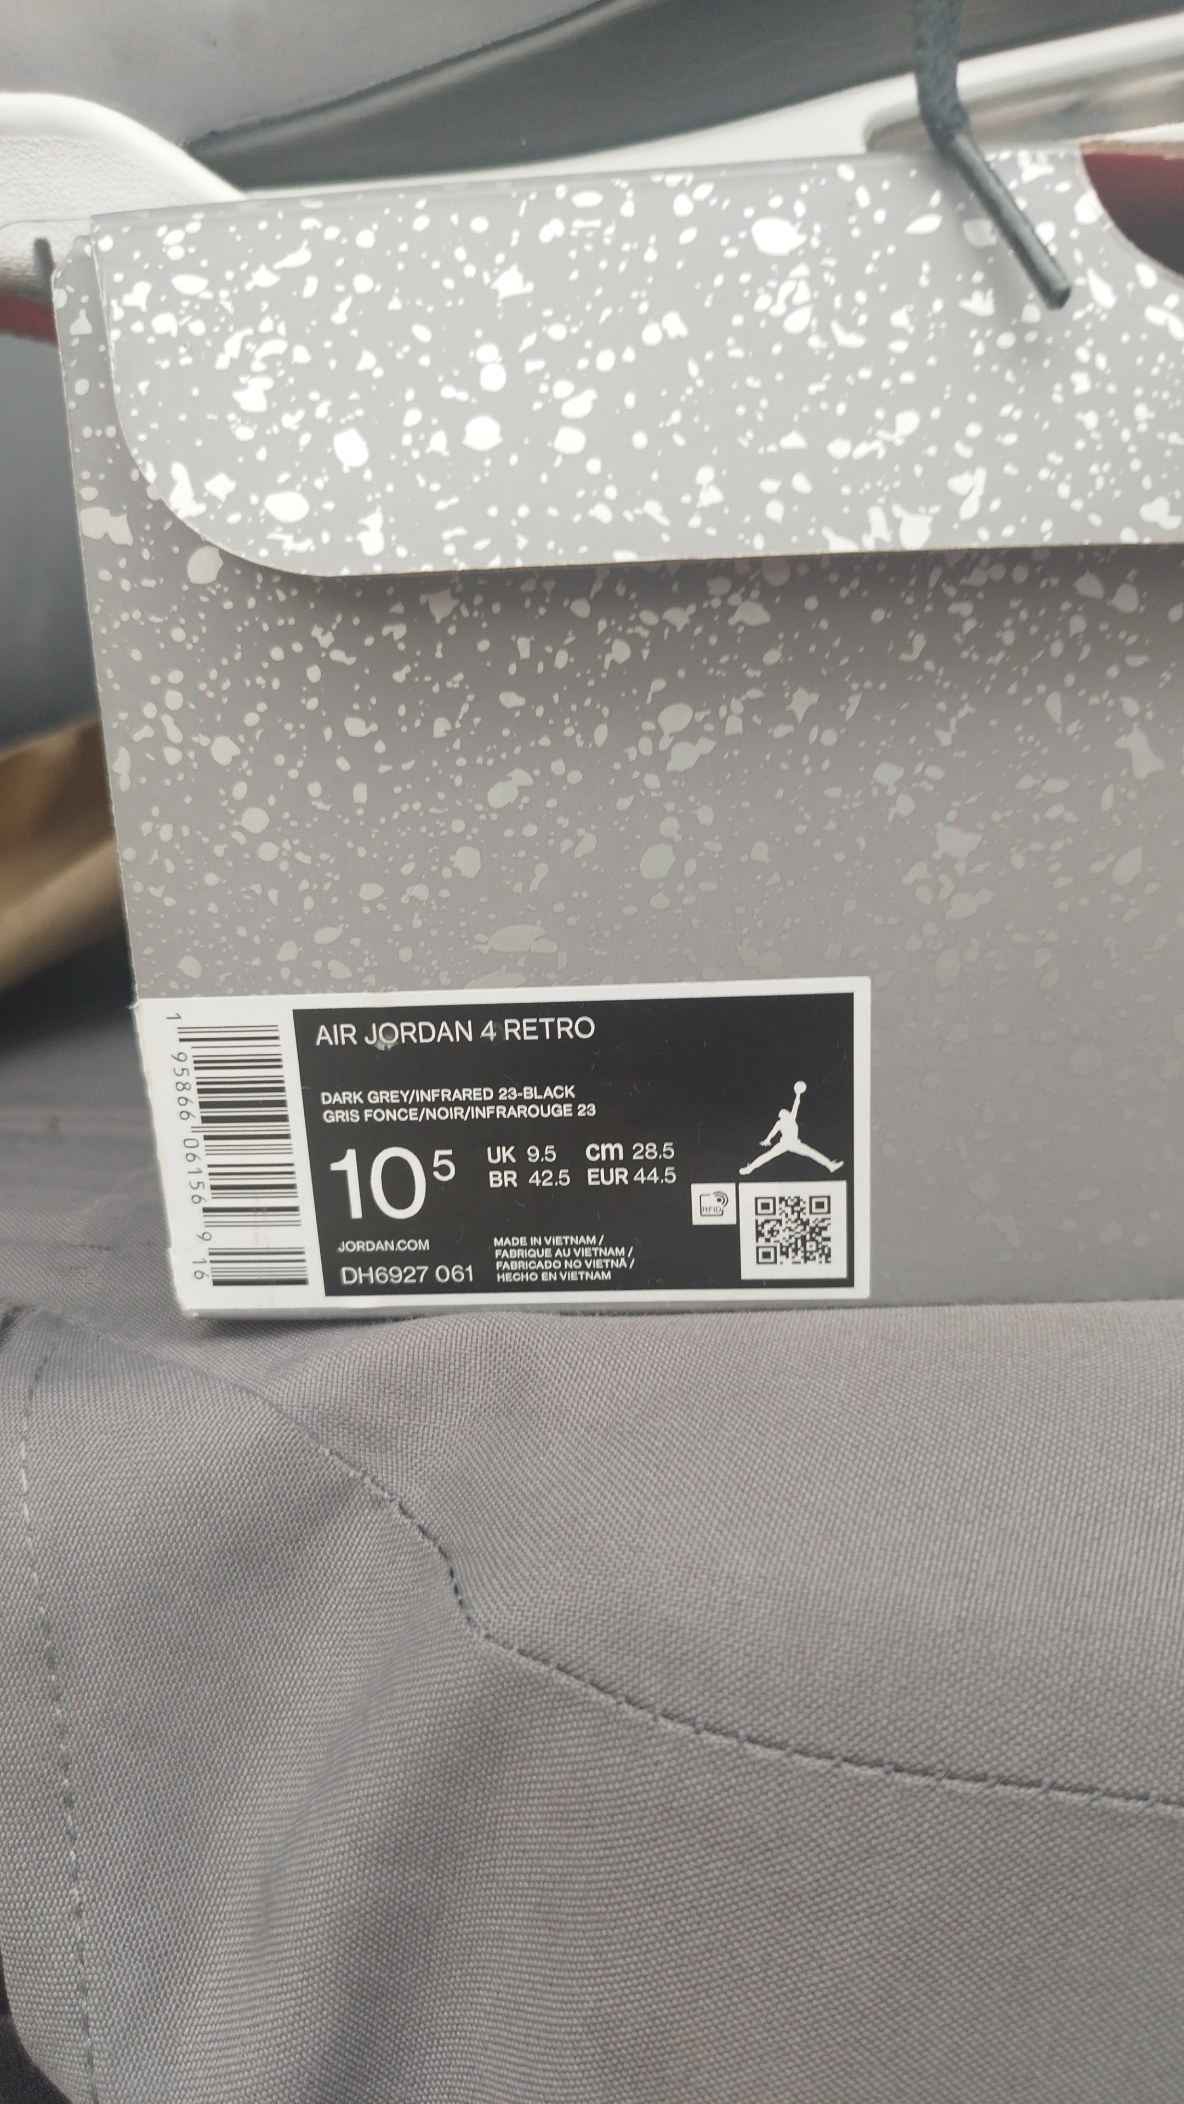 AIR JORDAN 4 RETRO
DARK GREY/INFRARED 23-BLACK
GRIS FONCE/NOIR/INFRAROUGE 23
10⁵
UK 9.5 cm 28.5
BR 42.5 EUR 44.5
RFID
JORDAN.COM
DH6927 061
MADE IN VIETNAM /
FABRIQUE AU VIETNAM /
FABRICADO NO VIETNÃ /
HECHO EN VIETNAM
1 95866 06156 9 16